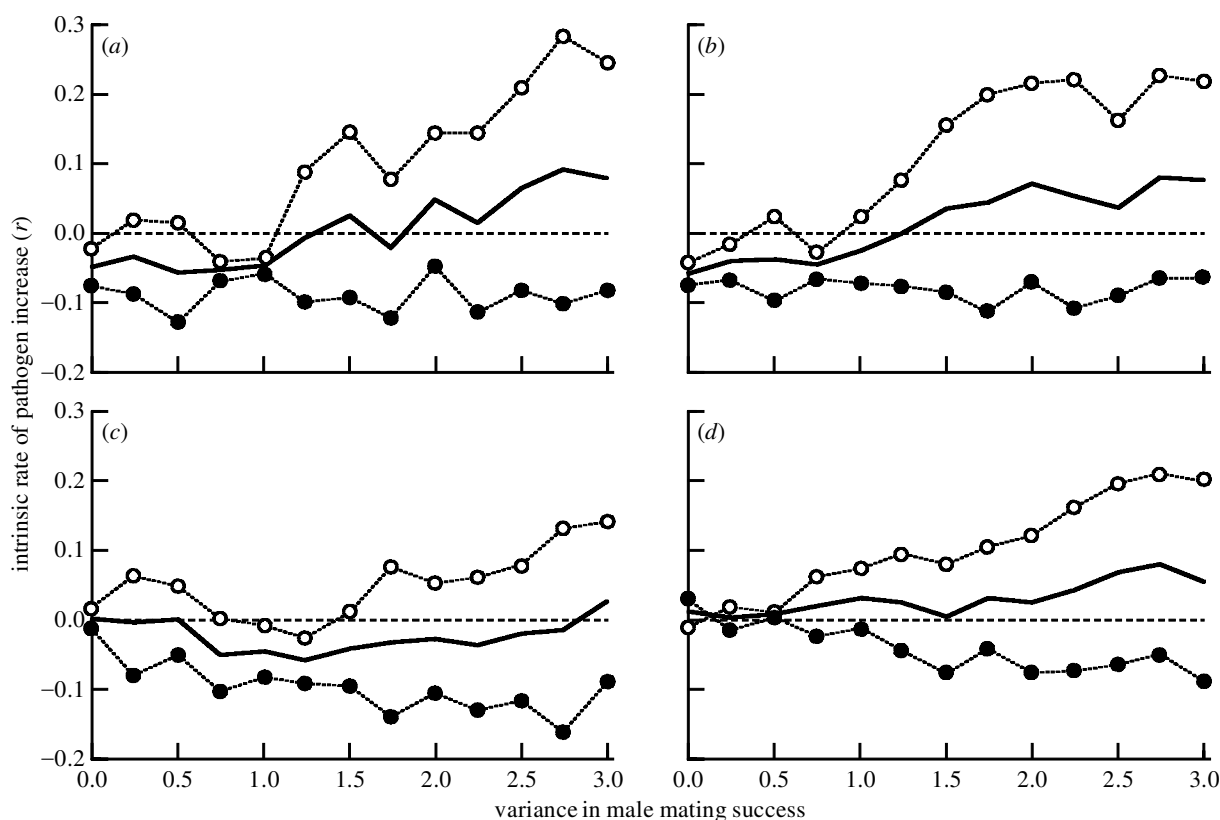 0.3
(a)
(b)
0.2
0.1
0.0
−0.1
−0.2
intrinsic rate of pathogen increase (r)
0.3
(c)
(d)
0.2
0.1
0.0
−0.1
−0.2
0.0 0.5 1.0 1.5 2.0 2.5 3.0 0.0 0.5 1.0 1.5 2.0 2.5 3.0
variance in male mating success